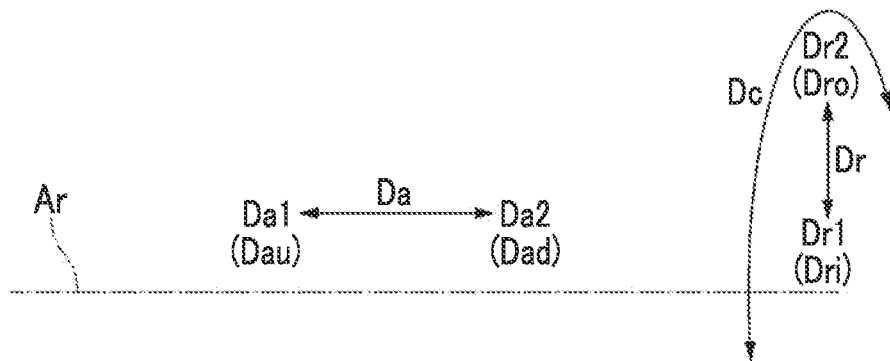 Dr2
(Dro)
Dc
Dr
Ar
Da
Da1
Da2
Dr1
(Dau)
(Dad)
(Dri)